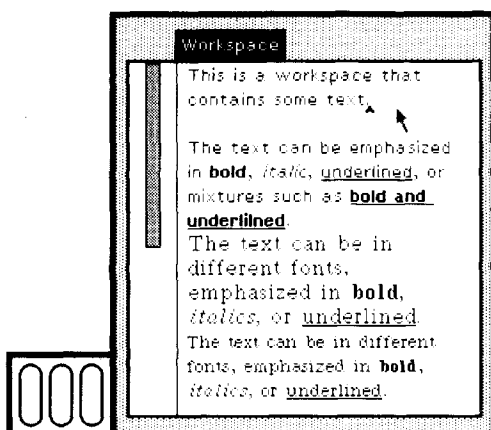 Workspace
This is a workspace that
contains some text.
The text can be emphasized
in bold, italic, underlined, or
mixtures such as bold and
underlilned.
The text can be in
different fonts,
emphasized in bold,
italics, or underlined.
The text can be in different
fonts, emphasized in bold,
italics, or underlined.